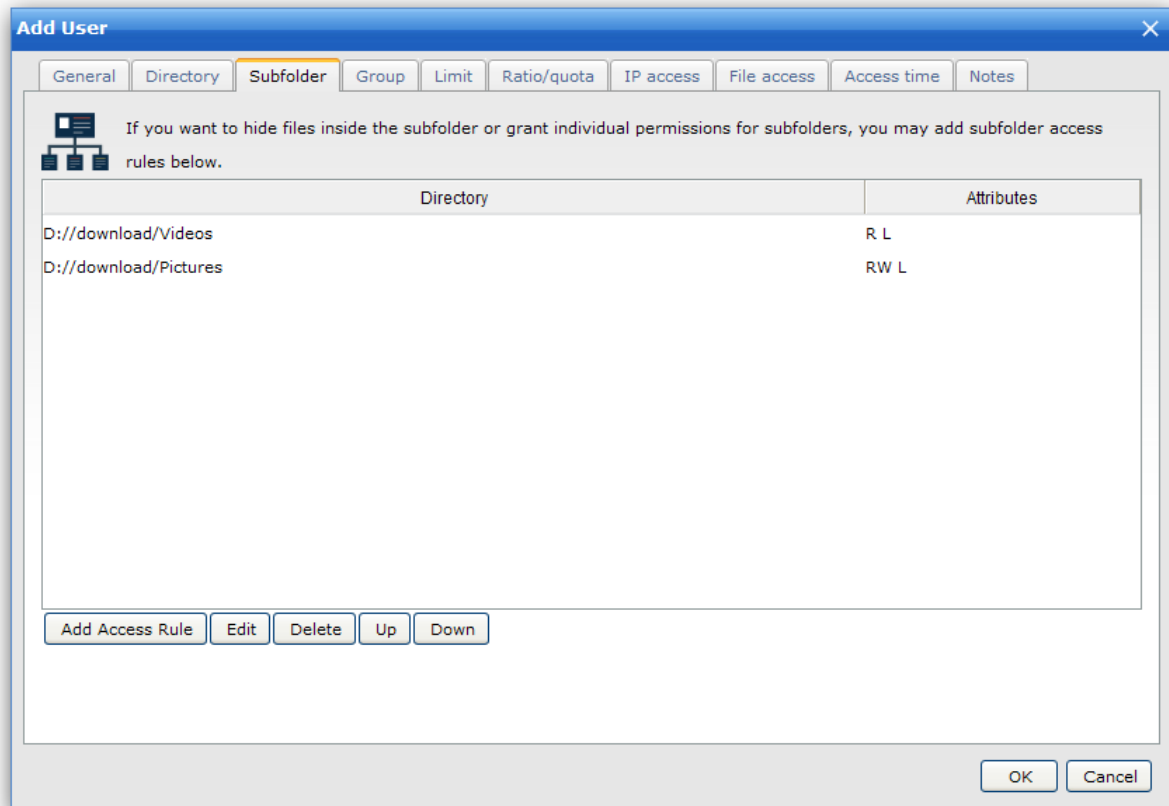 Add User
General Directory Subfolder Group Limit Ratio/quota IP access File access Access time Notes
If you want to hide files inside the subfolder or grant individual permissions for subfolders, you may add subfolder access
rules below.
Directory Attributes
D://download/Videos R L
D://download/Pictures RW L
Add Access Rule Edit Delete Up Down
OK Cancel